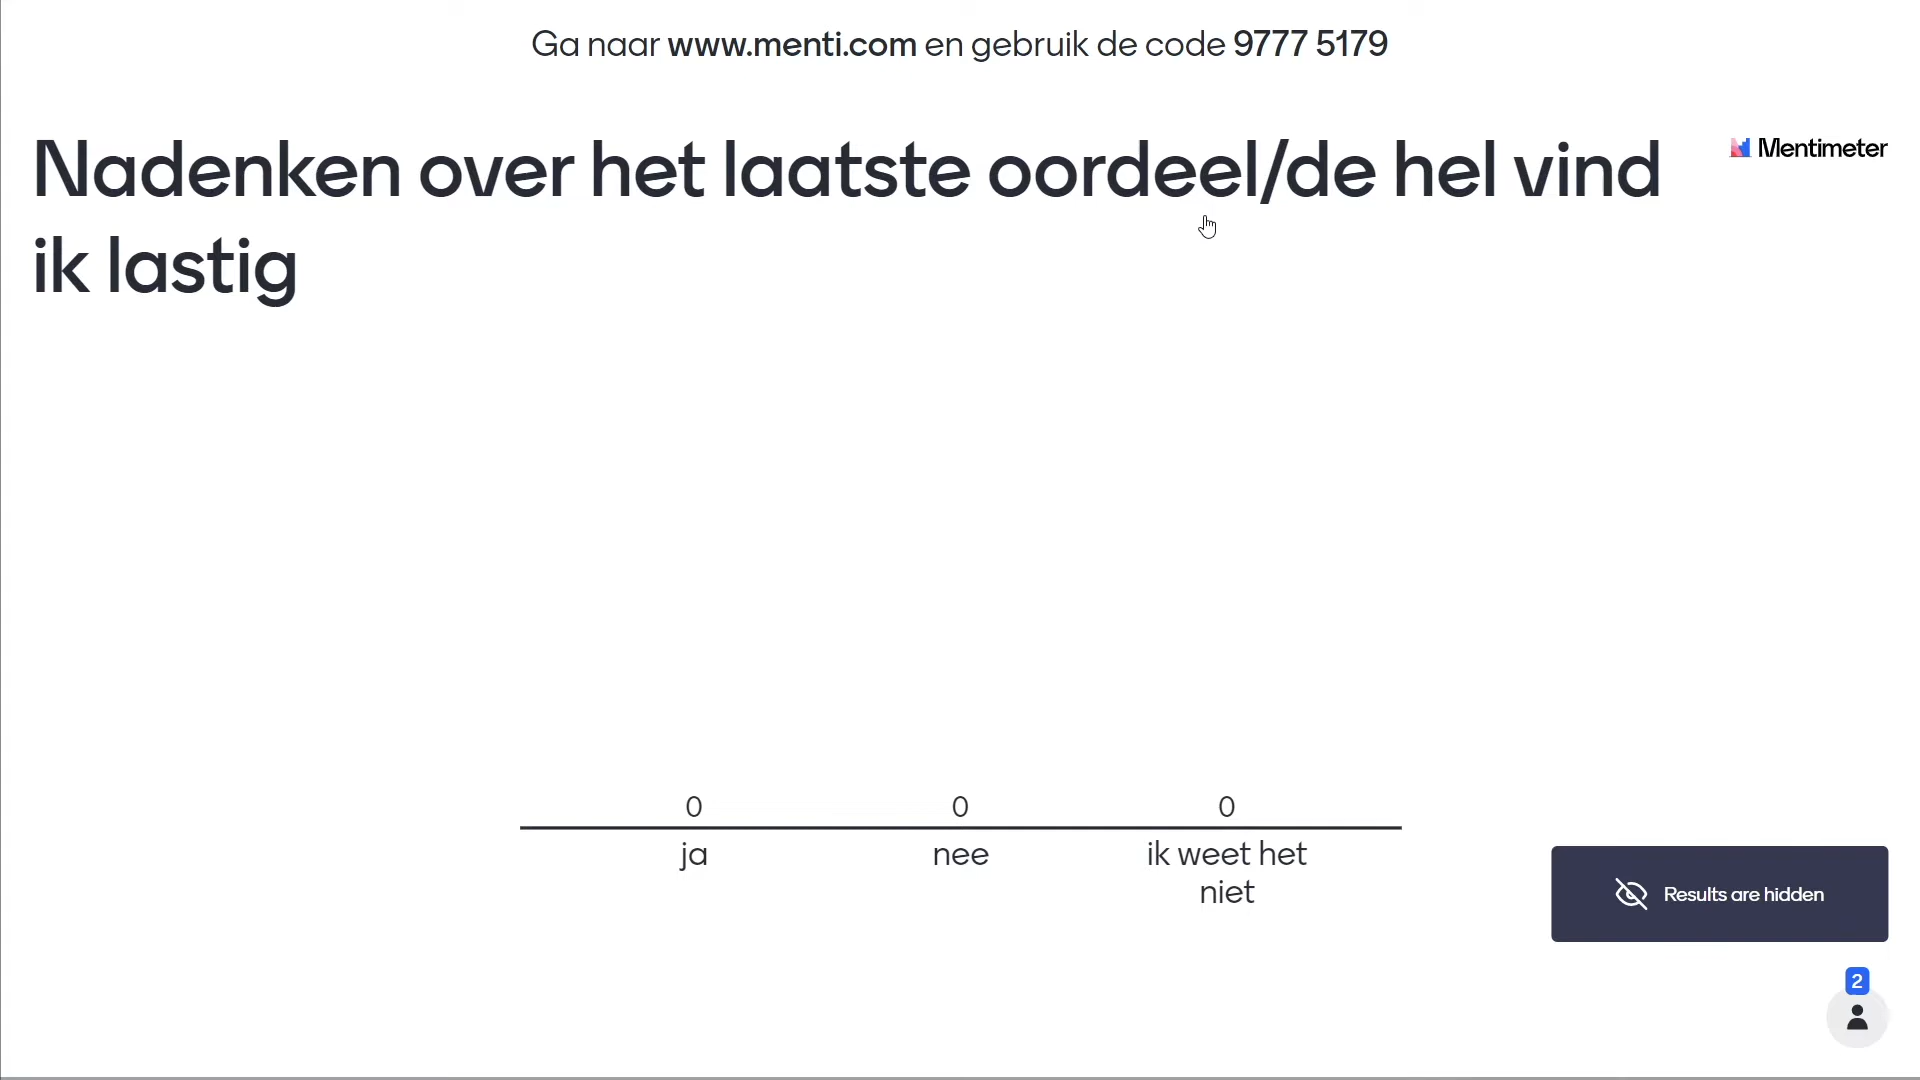 Ga naar www.menti.com en gebruik de code 9777 5179
Nadenken over het laatste oordeel/de hel vind
ik lastig
Mentimeter
0 0 0
ja nee ik weet het
niet
Results are hidden
2